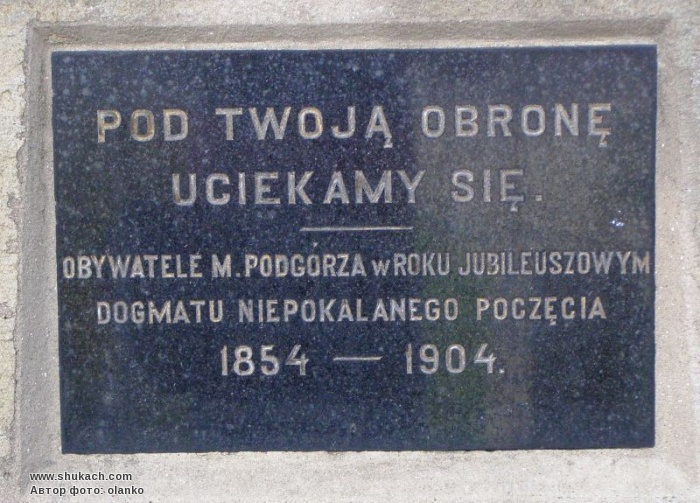 POD TWOJĄ OBRONĘ
UCIEKAMY SIĘ.
OBYWATELE M. PODGÓRZA W ROKU JUBILEUSZOWYM
DOGMATU NIEPOKALANEGO POCZĘCIA
1854 — 1904.
www.shukach.com
Автор фото: olanko